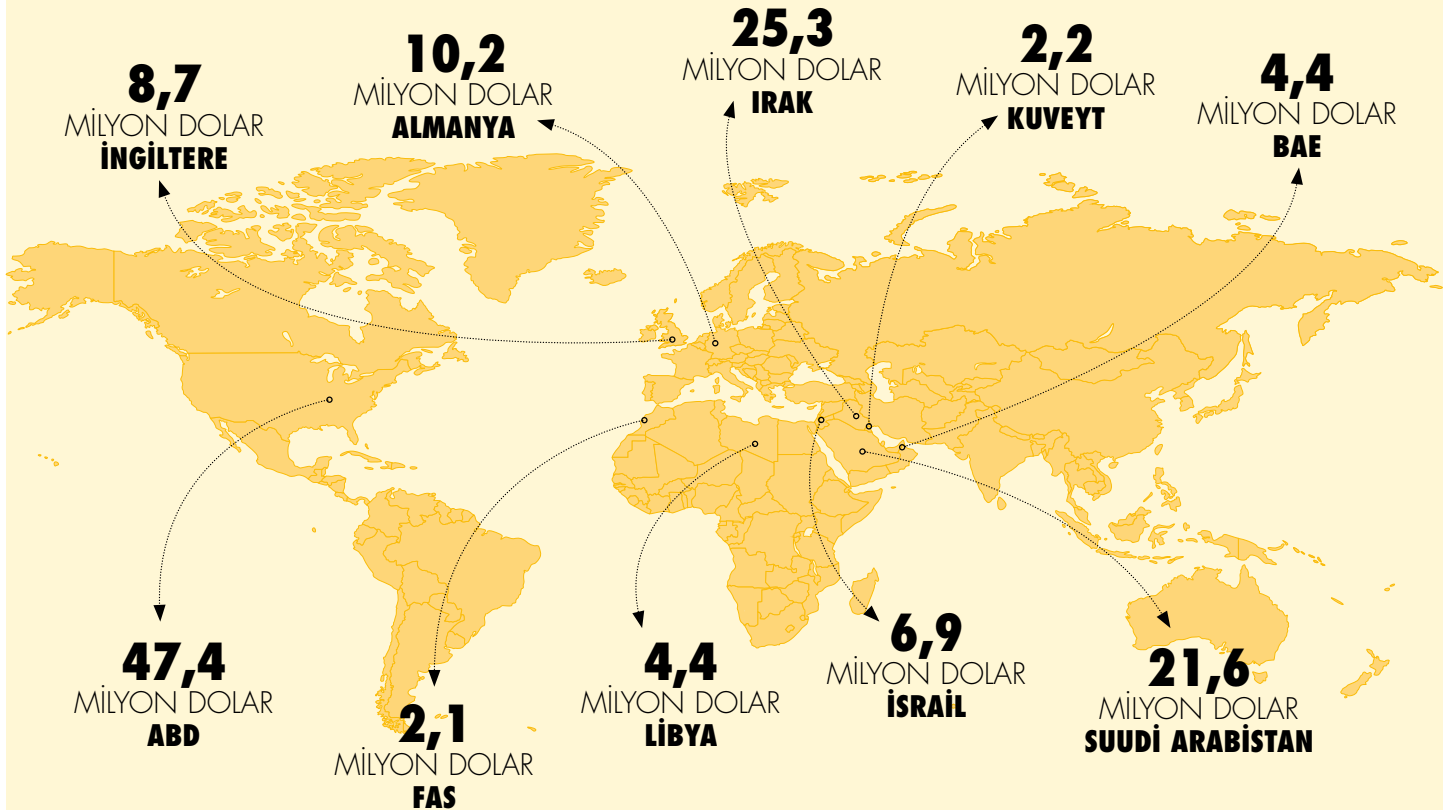 8,7
MİLYON DOLAR
İNGİLTERE
10,2
MİLYON DOLAR
ALMANYA
25,3
MİLYON DOLAR
IRAK
2,2
MİLYON DOLAR
KUVEYT
4,4
MİLYON DOLAR
BAE
47,4
MİLYON DOLAR
ABD
2,1
MİLYON DOLAR
FAS
4,4
MİLYON DOLAR
LİBYA
6,9
MİLYON DOLAR
İSRAİL
21,6
MİLYON DOLAR
SUUDİ ARABİSTAN